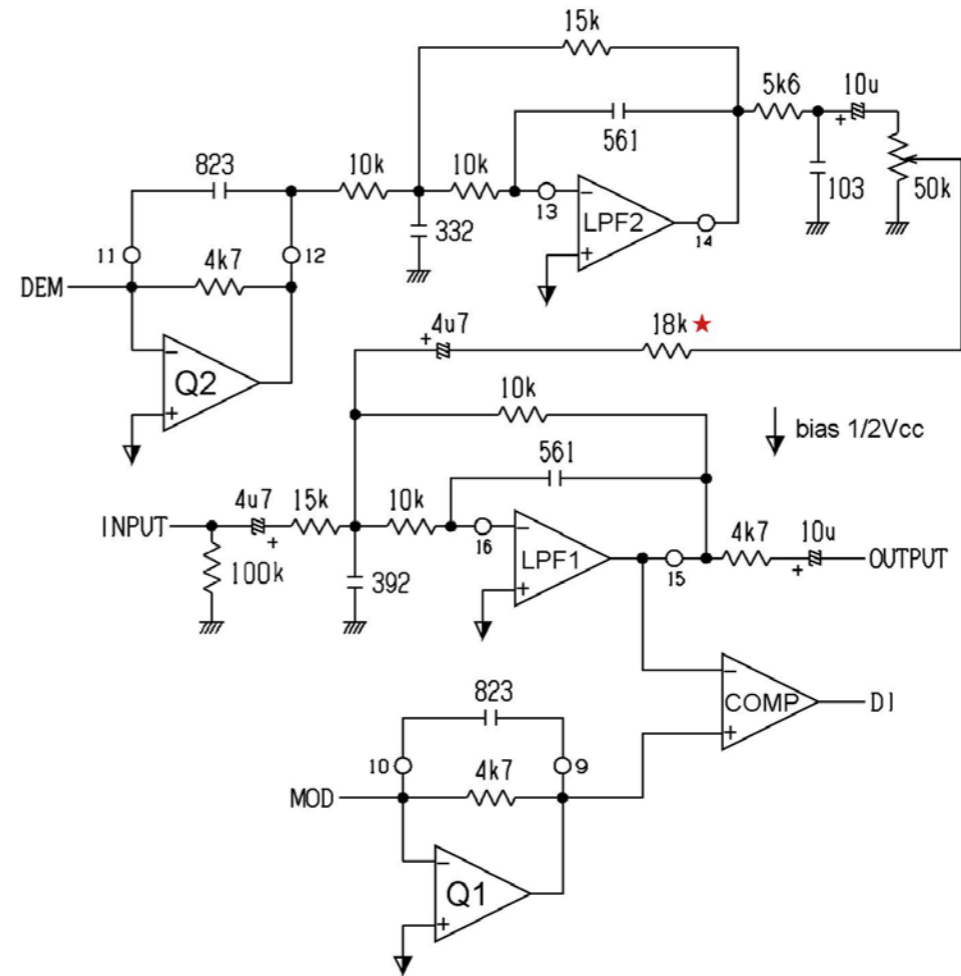 15k
5k6
10u
561
823
10k
10k
13
LPF2
14
332
103
50k
11
12
4k7
DEM
Q2
4u7
18k ★
10k
bias 1/2Vcc
561
4u7
15k
10k
INPUT
16
LPF1
15
4k7
10u
OUTPUT
100k
392
823
COMP
DI
10
9
4k7
MOD
Q1